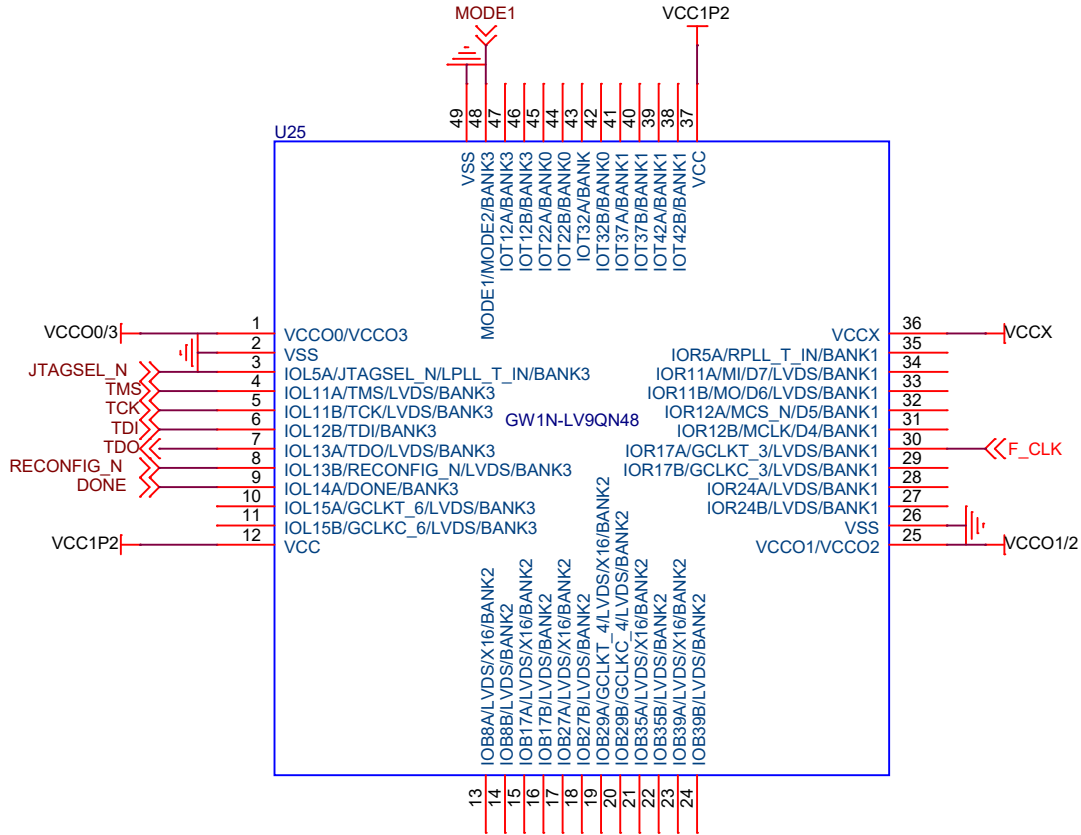 MODE1
VCC1P2
49
48
47
46
45
44
43
42
41
40
39
38
37
U25
VSS
MODE1/MODE2/BANK3
IOT12A/BANK3
IOT12B/BANK3
IOT22A/BANK0
IOT22B/BANK0
IOT32A/BANK
IOT32B/BANK0
IOT37A/BANK1
IOT37B/BANK1
IOT42A/BANK1
IOT42B/BANK1
VCC
VCCO0/3
1
VCCO0/VCCO3
2
VSS
JTAGSEL_N
3
IOL5A/JTAGSEL_N/LPLL_T_IN/BANK3
TMS
4
IOL11A/TMS/LVDS/BANK3
TCK
5
IOL11B/TCK/LVDS/BANK3
TDI
6
IOL12B/TDI/BANK3
TDO
7
IOL13A/TDO/LVDS/BANK3
RECONFIG_N
8
IOL13B/RECONFIG_N/LVDS/BANK3
DONE
9
IOL14A/DONE/BANK3
10
IOL15A/GCLKT_6/LVDS/BANK3
11
IOL15B/GCLKC_6/LVDS/BANK3
VCC1P2
12
VCC
GW1N-LV9QN48
VCCX
36
VCCX
IOR5A/RPLL_T_IN/BANK1
35
IOR11A/MI/D7/LVDS/BANK1
34
IOR11B/MO/D6/LVDS/BANK1
33
IOR12A/MCS_N/D5/BANK1
32
IOR12B/MCLK/D4/BANK1
31
IOR17A/GCLKT_3/LVDS/BANK1
30
F_CLK
IOR17B/GCLKC_3/LVDS/BANK1
29
IOR24A/LVDS/BANK1
28
IOR24B/LVDS/BANK1
27
VSS
26
VCCO1/VCCO2
25
VCCO1/2
IOB8A/LVDS/X16/BANK2
IOB8B/LVDS/BANK2
IOB17A/LVDS/X16/BANK2
IOB17B/LVDS/BANK2
IOB27A/LVDS/X16/BANK2
IOB27B/LVDS/BANK2
IOB29A/GCLKT_4/LVDS/X16/BANK2
IOB29B/GCLKC_4/LVDS/BANK2
IOB35A/LVDS/X16/BANK2
IOB35B/LVDS/BANK2
IOB39A/LVDS/X16/BANK2
IOB39B/LVDS/BANK2
13
14
15
16
17
18
19
20
21
22
23
24